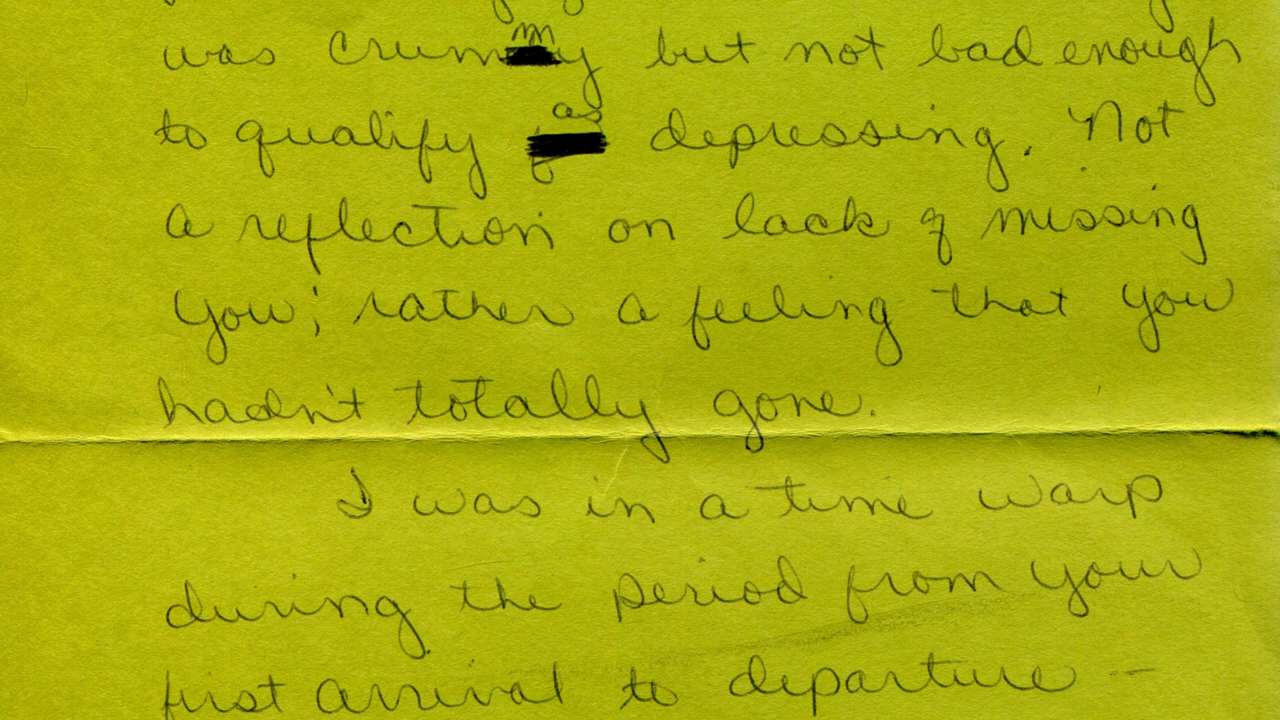 was crummy but not bad enough
to qualify as depressing. Not
a reflection on lack of missing
you; rather a feeling that you
hadn't totally gone.
I was in a time warp
during the period from your
first arrival to departure –